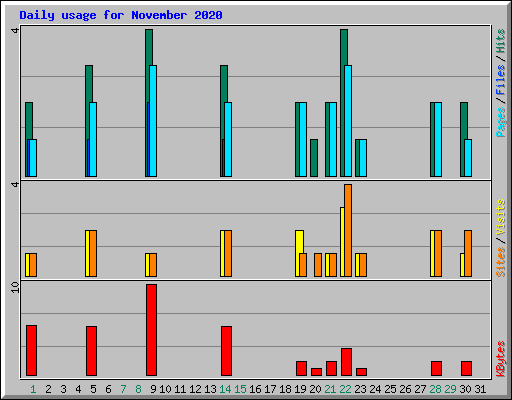 Daily usage for November 2020
4
Pages / Files / Hits
4
Sites / Visits
10
KBytes
1 2 3 4 5 6 7 8 9 10 11 12 13 14 15 16 17 18 19 20 21 22 23 24 25 26 27 28 29 30 31